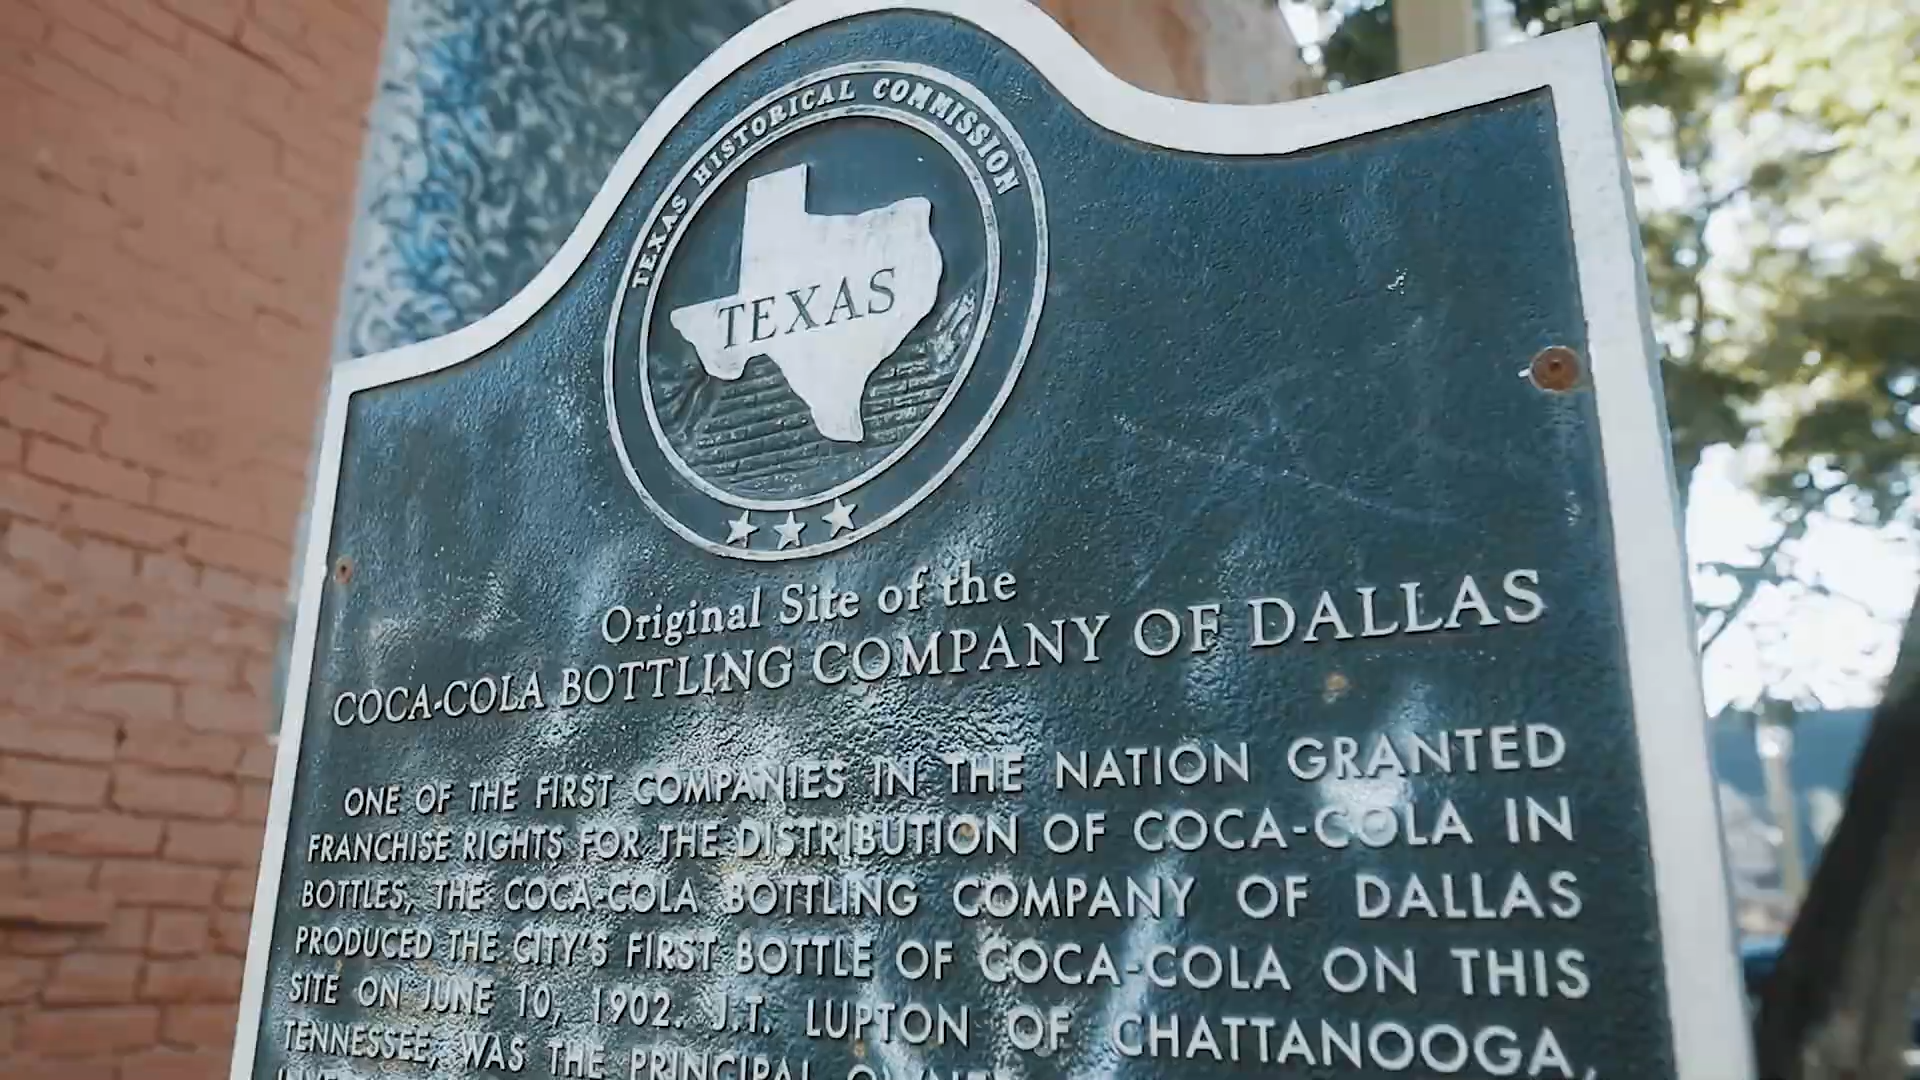 TEXAS HISTORICAL COMMISSION
TEXAS
Original Site of the
COCA-COLA BOTTLING COMPANY OF DALLAS
ONE OF THE FIRST COMPANIES IN THE NATION GRANTED
FRANCHISE RIGHTS FOR THE DISTRIBUTION OF COCA-COLA IN
BOTTLES, THE COCA-COLA BOTTLING COMPANY OF DALLAS
PRODUCED THE CITY'S FIRST BOTTLE OF COCA-COLA ON THIS
SITE ON JUNE 10, 1902. J.T. LUPTON OF CHATTANOOGA,
TENNESSEE, WAS THE PRINCIPAL